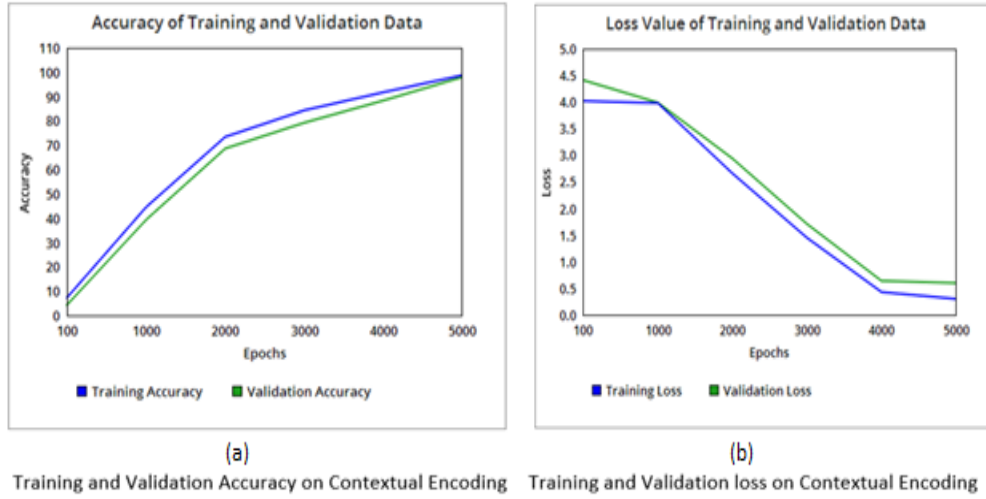 Accuracy of Training and Validation Data
110
100
90
80
70
60
50
40
30
20
10
0
Accuracy
100 1000 2000 3000 4000 5000
Epochs
Training Accuracy Validation Accuracy
(a)
Training and Validation Accuracy on Contextual Encoding
Loss Value of Training and Validation Data
5.0
4.5
4.0
3.5
3.0
2.5
2.0
1.5
1.0
0.5
0.0
Loss
100 1000 2000 3000 4000 5000
Epochs
Training Loss Validation Loss
(b)
Training and Validation loss on Contextual Encoding